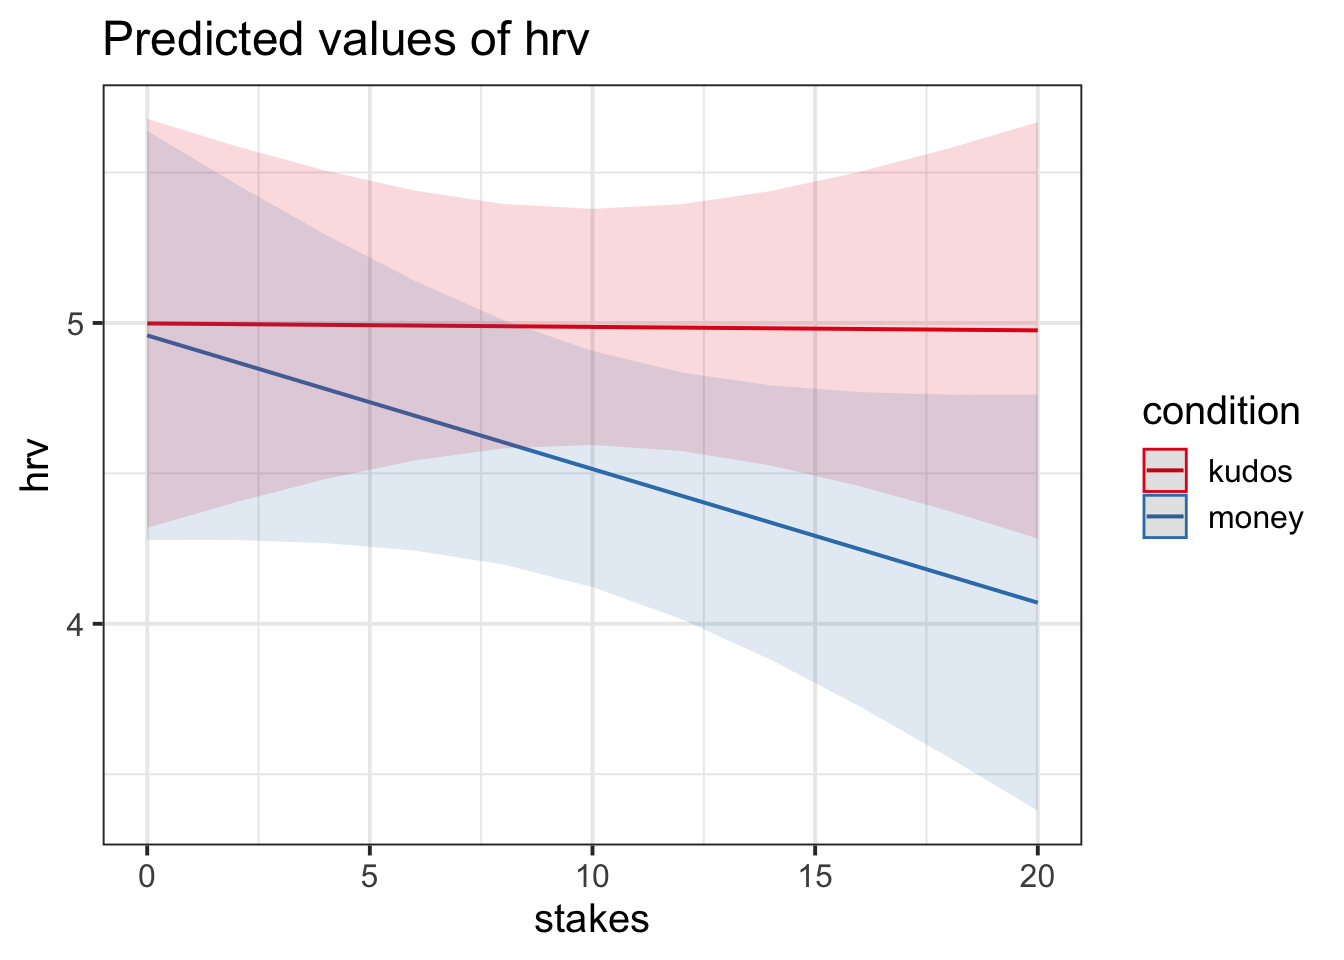 Predicted values of hrv
hrv
5
4
0 5 10 15 20
stakes
condition
kudos
money